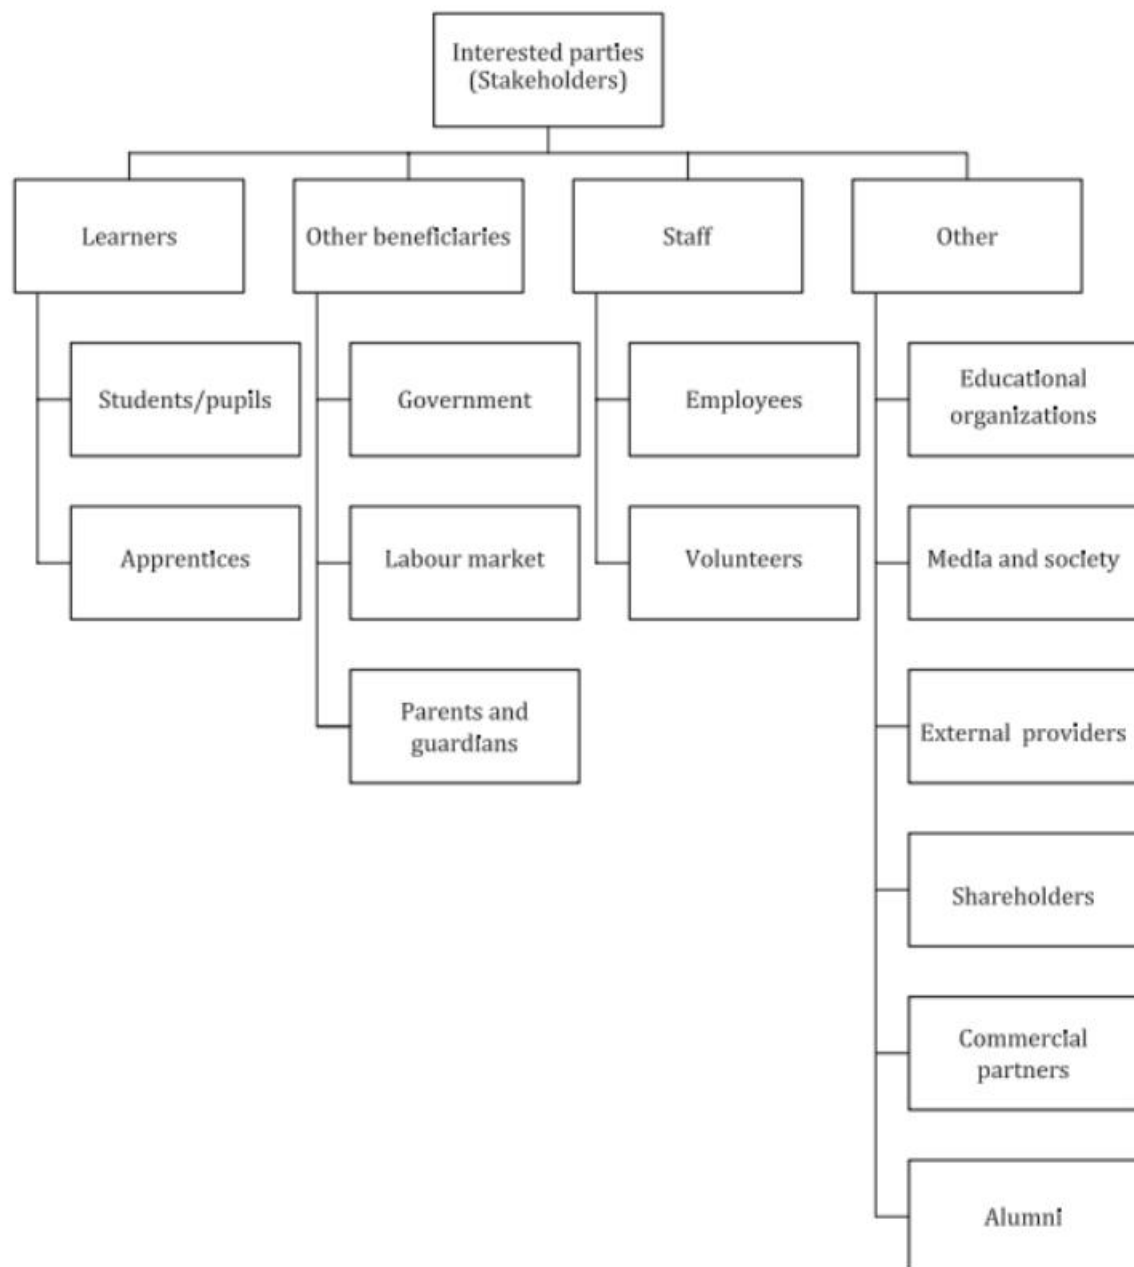 Interested parties
(Stakeholders)
Learners
Other beneficiaries
Staff
Other
Students/pupils
Government
Employees
Educational
organizations
Apprentices
Labour market
Volunteers
Media and society
Parents and
guardians
External providers
Shareholders
Commercial
partners
Alumni